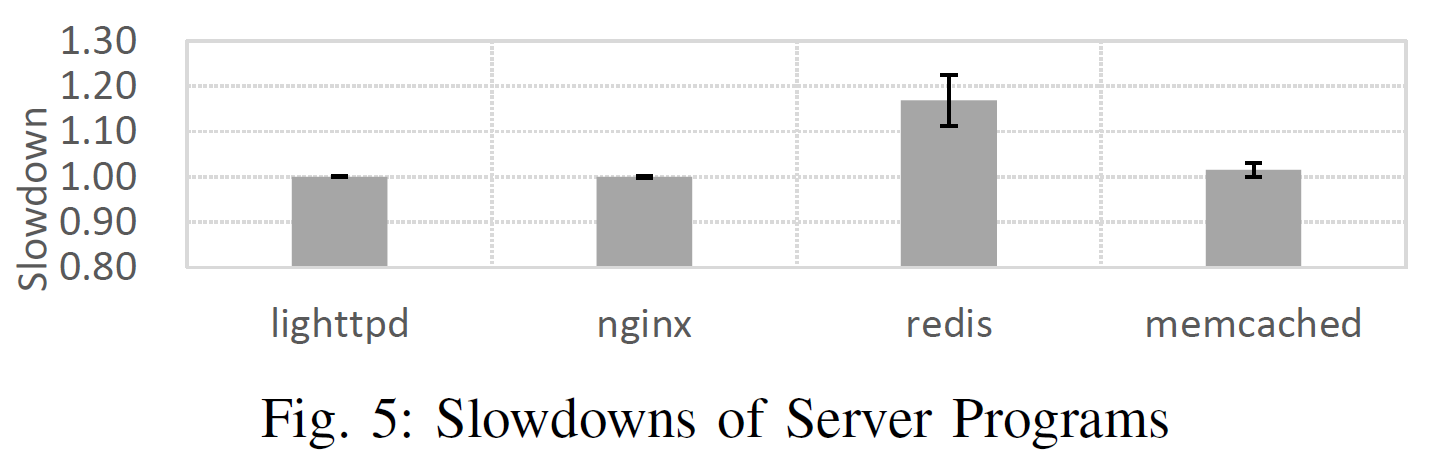 1.30
1.20
1.10
1.00
0.90
0.80
Slowdown
lighttpd nginx redis memcached
Fig. 5: Slowdowns of Server Programs